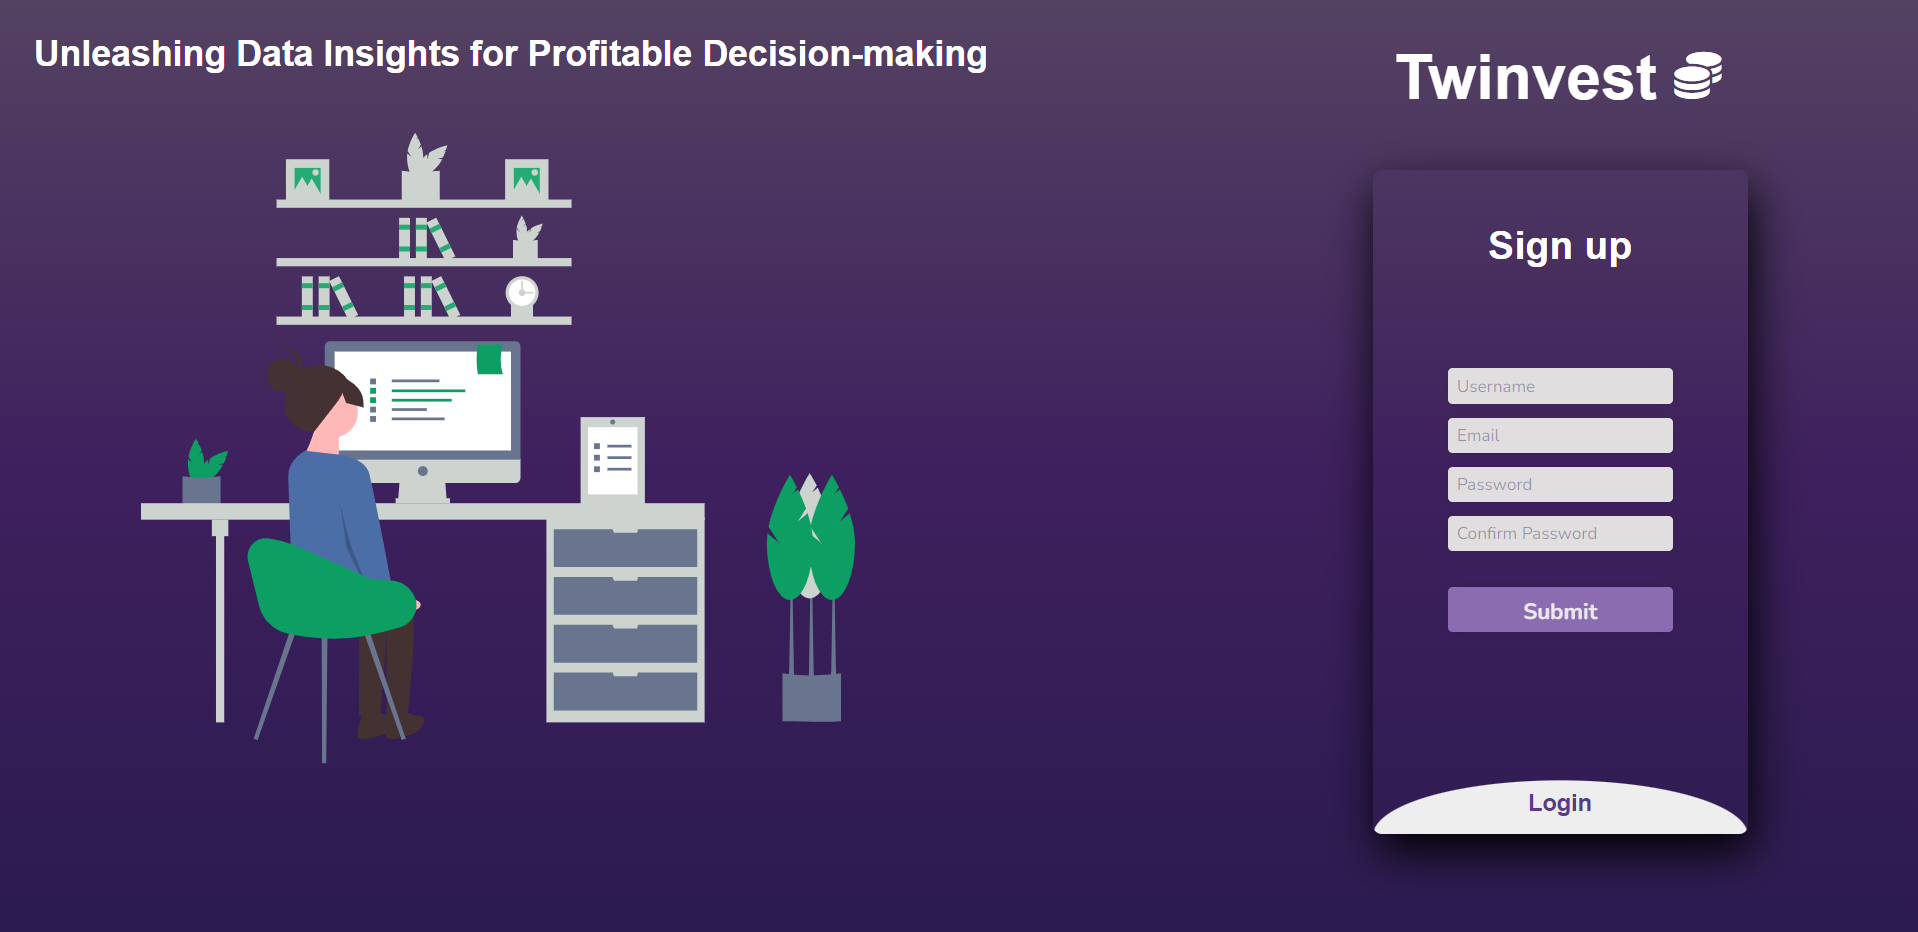 Unleashing Data Insights for Profitable Decision-making
Twinvest
Sign up
Username
Email
Password
Confirm Password
Submit
Login